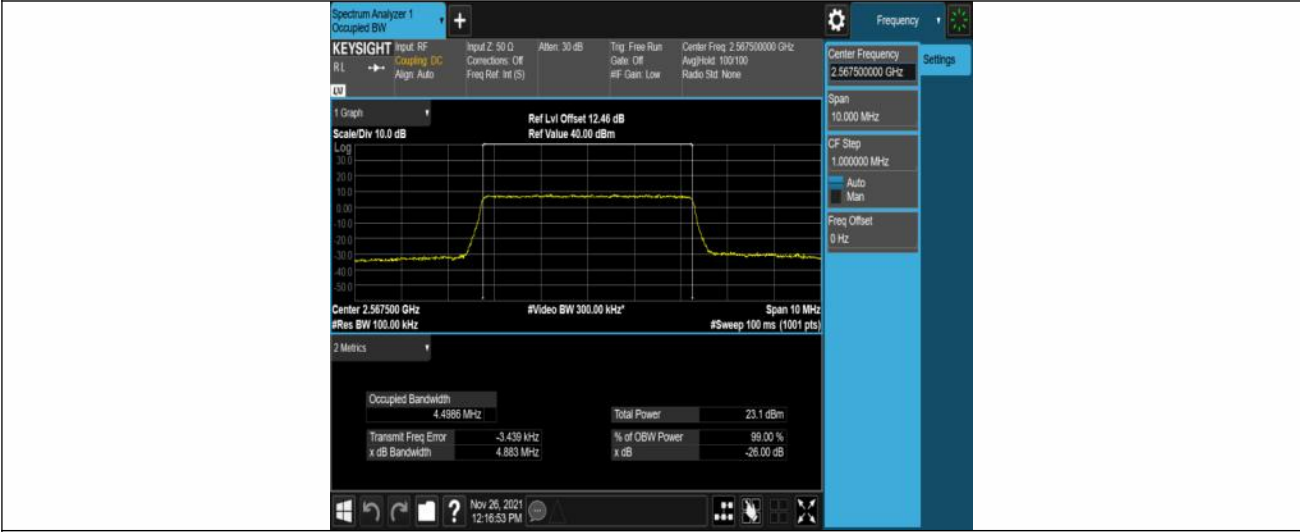 Spectrum Analyzer 1
Occupied BW
+
Frequency
KEYSIGHT
RL
Input: RF
Coupling: DC
Align: Auto
Input Z: 50 Ω
Corrections: Off
Freq Ref: Int (S)
Atten: 30 dB
Trig: Free Run
Gate: Off
#IF Gain: Low
Center Freq: 2.567500000 GHz
Avg|Hold: 100/100
Radio Std: None
LV
Center Frequency
2.567500000 GHz
Settings
Span
10.000 MHz
CF Step
1.000000 MHz
Auto
Man
Freq Offset
0 Hz
1 Graph
Scale/Div 10.0 dB
Ref Lvl Offset 12.46 dB
Ref Value 40.00 dBm
Log
30.0
20.0
10.0
0.00
-10.0
-20.0
-30.0
-40.0
-50.0
Center 2.567500 GHz
#Video BW 300.00 kHz*
Span 10 MHz
#Res BW 100.00 kHz
#Sweep 100 ms (1001 pts)
2 Metrics
Occupied Bandwidth
4.4986 MHz
Total Power 23.1 dBm
Transmit Freq Error -3.439 kHz
% of OBW Power 99.00 %
x dB Bandwidth 4.883 MHz
x dB -26.00 dB
?
Nov 26, 2021
12:16:53 PM